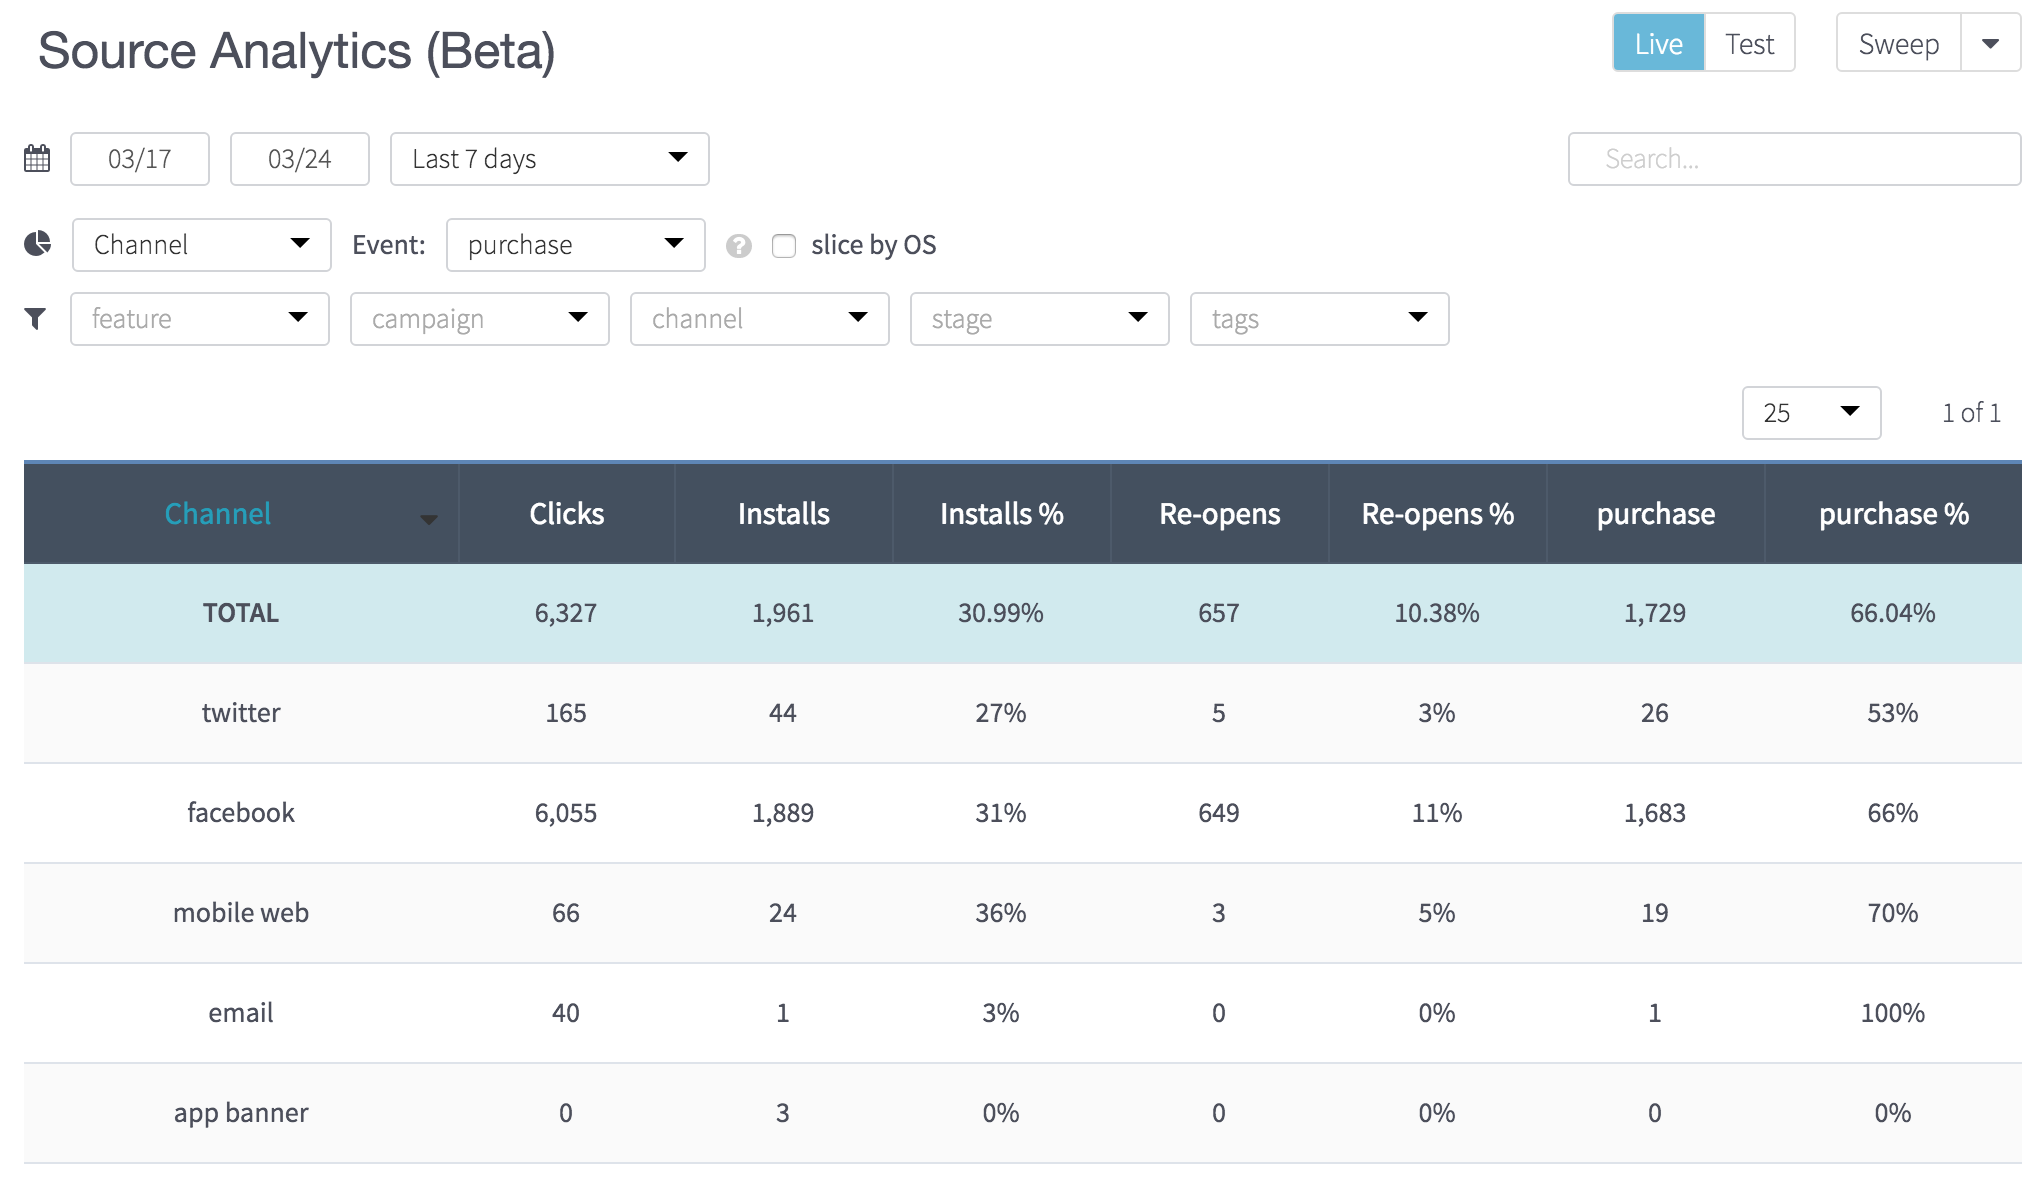 Source Analytics (Beta) Live Test Sweep
03/17 03/24 Last 7 days Search...
Channel Event: purchase ? slice by OS
feature campaign channel stage tags
25 1 of 1
Channel Clicks Installs Installs % Re-opens Re-opens % purchase purchase %
TOTAL 6,327 1,961 30.99% 657 10.38% 1,729 66.04%
twitter 165 44 27% 5 3% 26 53%
facebook 6,055 1,889 31% 649 11% 1,683 66%
mobile web 66 24 36% 3 5% 19 70%
email 40 1 3% 0 0% 1 100%
app banner 0 3 0% 0 0% 0 0%